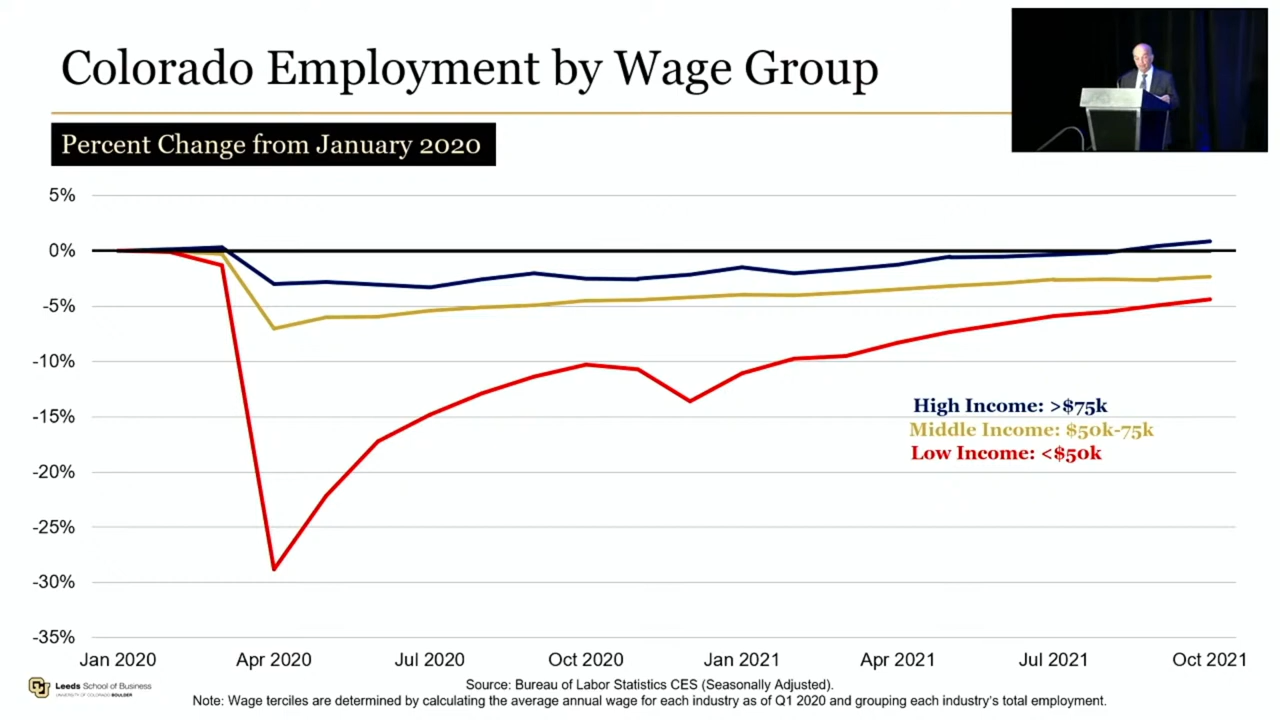 Colorado Employment by Wage Group
Percent Change from January 2020
5%
0%
-5%
-10%
-15%
-20%
-25%
-30%
-35%
High Income: >$75k
Middle Income: $50k-75k
Low Income: <$50k
Jan 2020 Apr 2020 Jul 2020 Oct 2020 Jan 2021 Apr 2021 Jul 2021 Oct 2021
Leeds School of Business
UNIVERSITY OF COLORADO BOULDER
Source: Bureau of Labor Statistics CES (Seasonally Adjusted).
Note: Wage terciles are determined by calculating the average annual wage for each industry as of Q1 2020 and grouping each industry's total employment.